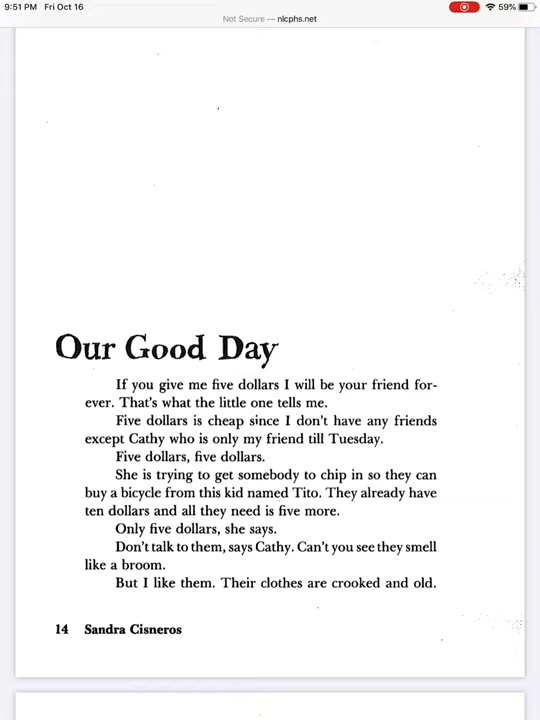 9:51 PM Fri Oct 16 59%
Not Secure — nlcphs.net
Our Good Day
If you give me five dollars I will be your friend for-
ever. That's what the little one tells me.
Five dollars is cheap since I don't have any friends
except Cathy who is only my friend till Tuesday.
Five dollars, five dollars.
She is trying to get somebody to chip in so they can
buy a bicycle from this kid named Tito. They already have
ten dollars and all they need is five more.
Only five dollars, she says.
Don't talk to them, says Cathy. Can't you see they smell
like a broom.
But I like them. Their clothes are crooked and old.
14 Sandra Cisneros